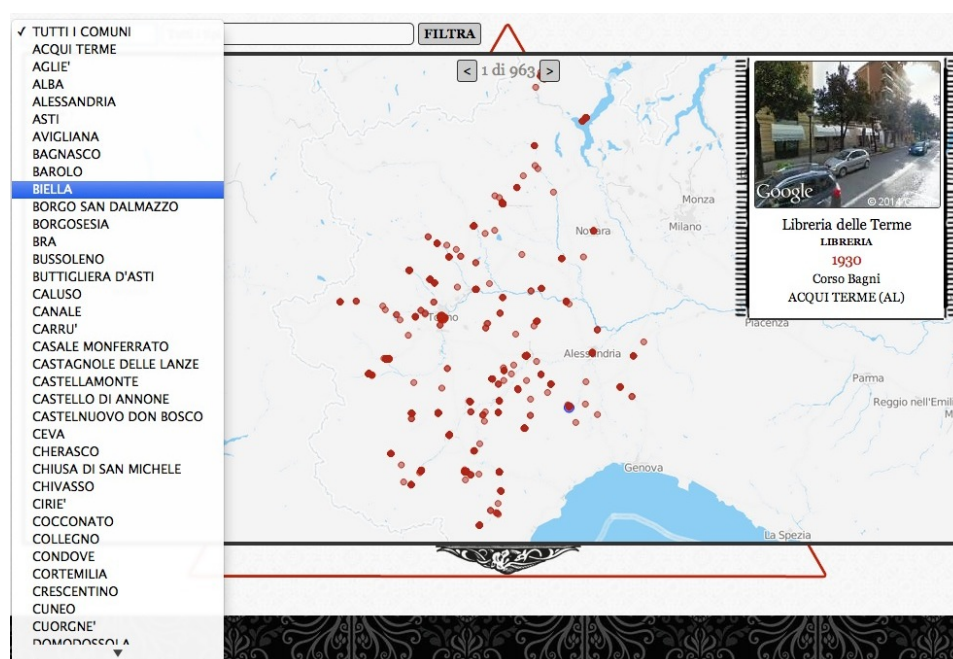 ✓ TUTTI I COMUNI
ACQUI TERME
AGLIE'
ALBA
ALESSANDRIA
ASTI
AVIGLIANA
BAGNASCO
BAROLO
BIELLA
BORGO SAN DALMAZZO
BORGOSESIA
BRA
BUSSOLENO
BUTTIGLIERA D'ASTI
CALUSO
CANALE
CARRU'
CASALE MONFERRATO
CASTAGNOLE DELLE LANZE
CASTELLAMONTE
CASTELLO DI ANNONE
CASTELNUOVO DON BOSCO
CEVA
CHERASCO
CHIUSA DI SAN MICHELE
CHIVASSO
CIRIE'
COCCONATO
COLLEGNO
CONDOVE
CORTEMILIA
CRESCENTINO
CUNEO
CUORGNE'
DOMODOSSOLA
FILTRA
< 1 di 963 >
Monza
Novara
Milano
Torino
Piacenza
Alessandria
Parma
Reggio nell'Emili
Genova
La Spezia
Google
© 2014 Google
Libreria delle Terme
LIBRERIA
1930
Corso Bagni
ACQUI TERME (AL)